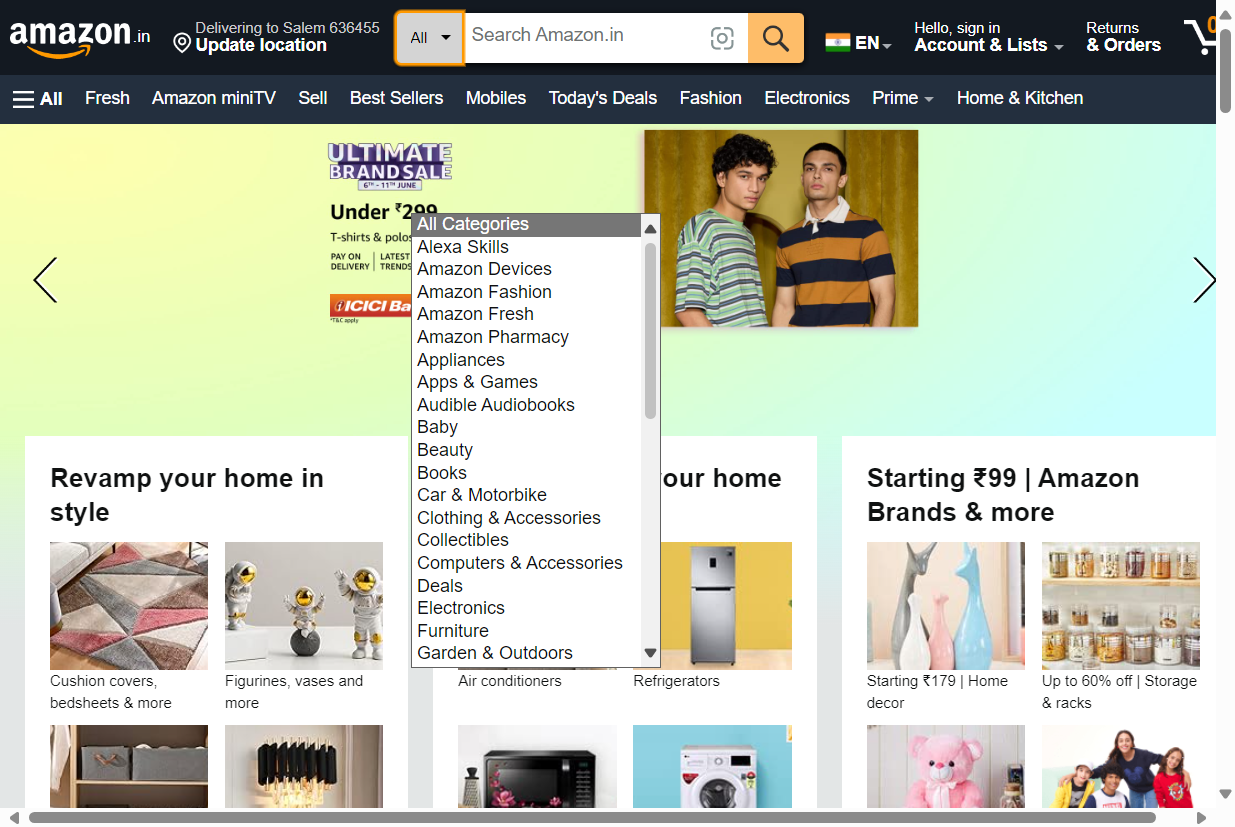 amazon.in
Delivering to Salem 636455
Update location
All
Search Amazon.in
EN
Hello, sign in
Account & Lists
Returns
& Orders
0
All
Fresh
Amazon miniTV
Sell
Best Sellers
Mobiles
Today's Deals
Fashion
Electronics
Prime
Home & Kitchen
ULTIMATE
BRAND SALE
6TH - 11TH JUNE
Under ₹299
T-shirts & polos
PAY ON
DELIVERY
LATEST
TRENDS
ICICI Ba
*T&C apply
All Categories
Alexa Skills
Amazon Devices
Amazon Fashion
Amazon Fresh
Amazon Pharmacy
Appliances
Apps & Games
Audible Audiobooks
Baby
Beauty
Books
Car & Motorbike
Clothing & Accessories
Collectibles
Computers & Accessories
Deals
Electronics
Furniture
Garden & Outdoors
Revamp your home in
style
Cushion covers,
bedsheets & more
Figurines, vases and
more
our home
Air conditioners
Refrigerators
Starting ₹99 | Amazon
Brands & more
Starting ₹179 | Home
decor
Up to 60% off | Storage
& racks